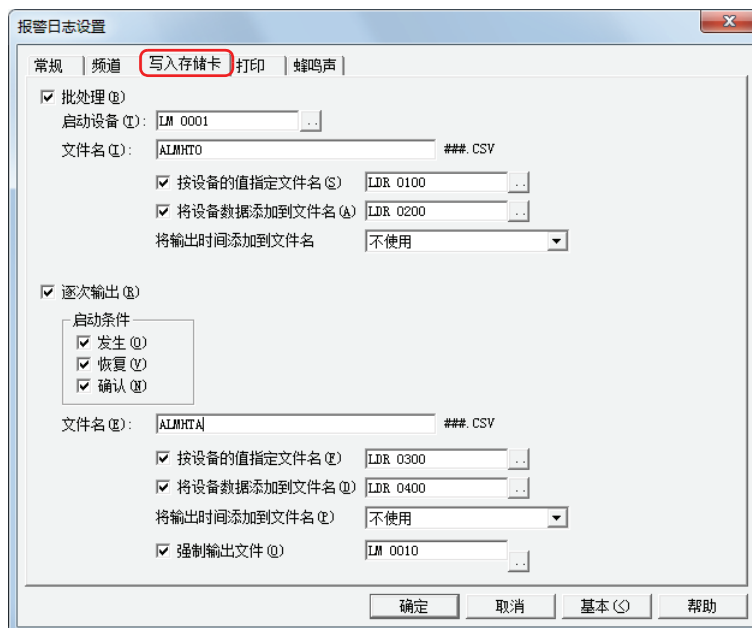 报警日志设置
常规 频道 写入存储卡 打印 蜂鸣声
批处理(B)
启动设备(T): LM 0001 ..
文件名(I): ALMHT0 ###.CSV
按设备的值指定文件名(S) LDR 0100 ..
将设备数据添加到文件名(A) LDR 0200 ..
将输出时间添加到文件名 不使用
逐次输出(R)
启动条件
发生(O)
恢复(V)
确认(N)
文件名(E): ALMHTA ###.CSV
按设备的值指定文件名(F) LDR 0300 ..
将设备数据添加到文件名(D) LDR 0400 ..
将输出时间添加到文件名(P) 不使用
强制输出文件(O) LM 0010 ..
确定 取消 基本(<) 帮助